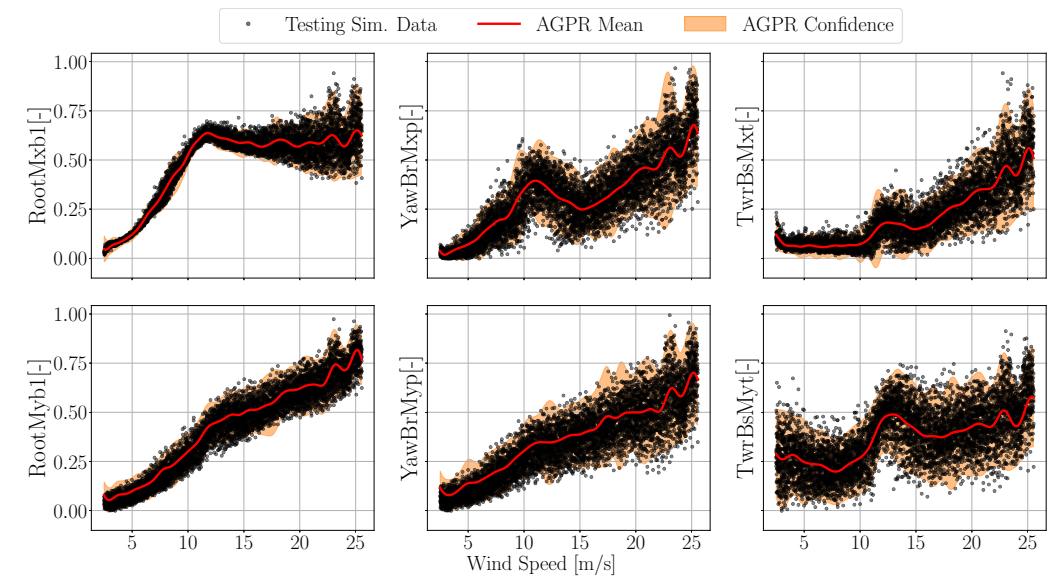 Testing Sim. Data AGPR Mean AGPR Confidence
RootMxb1[-]
1.00
0.75
0.50
0.25
0.00
YawBrMxp[-]
TwrBsMxt[-]
RootMyb1[-]
1.00
0.75
0.50
0.25
0.00
YawBrMyp[-]
TwrBsMyt[-]
5 10 15 20 25
5 10 15 20 25
5 10 15 20 25
Wind Speed [m/s]